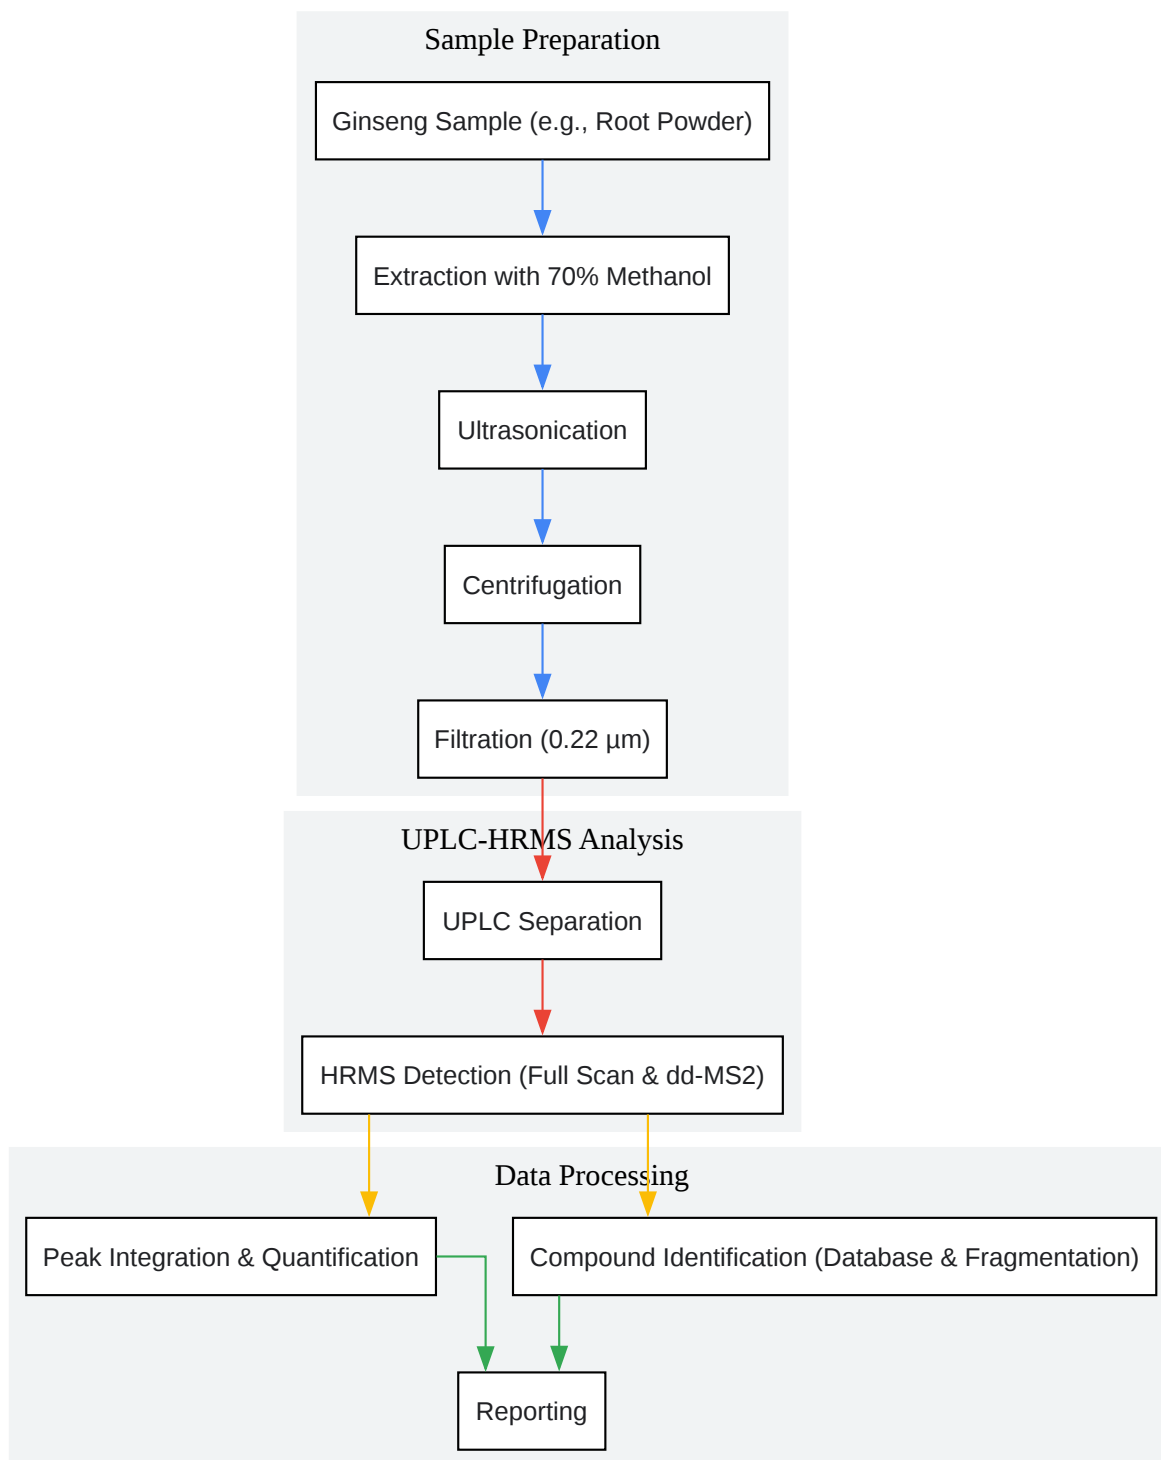 Sample Preparation
Ginseng Sample (e.g., Root Powder)
Extraction with 70% Methanol
Ultrasonication
Centrifugation
Filtration (0.22 µm)
UPLC-HRMS Analysis
UPLC Separation
HRMS Detection (Full Scan & dd-MS2)
Data Processing
Peak Integration & Quantification
Compound Identification (Database & Fragmentation)
Reporting